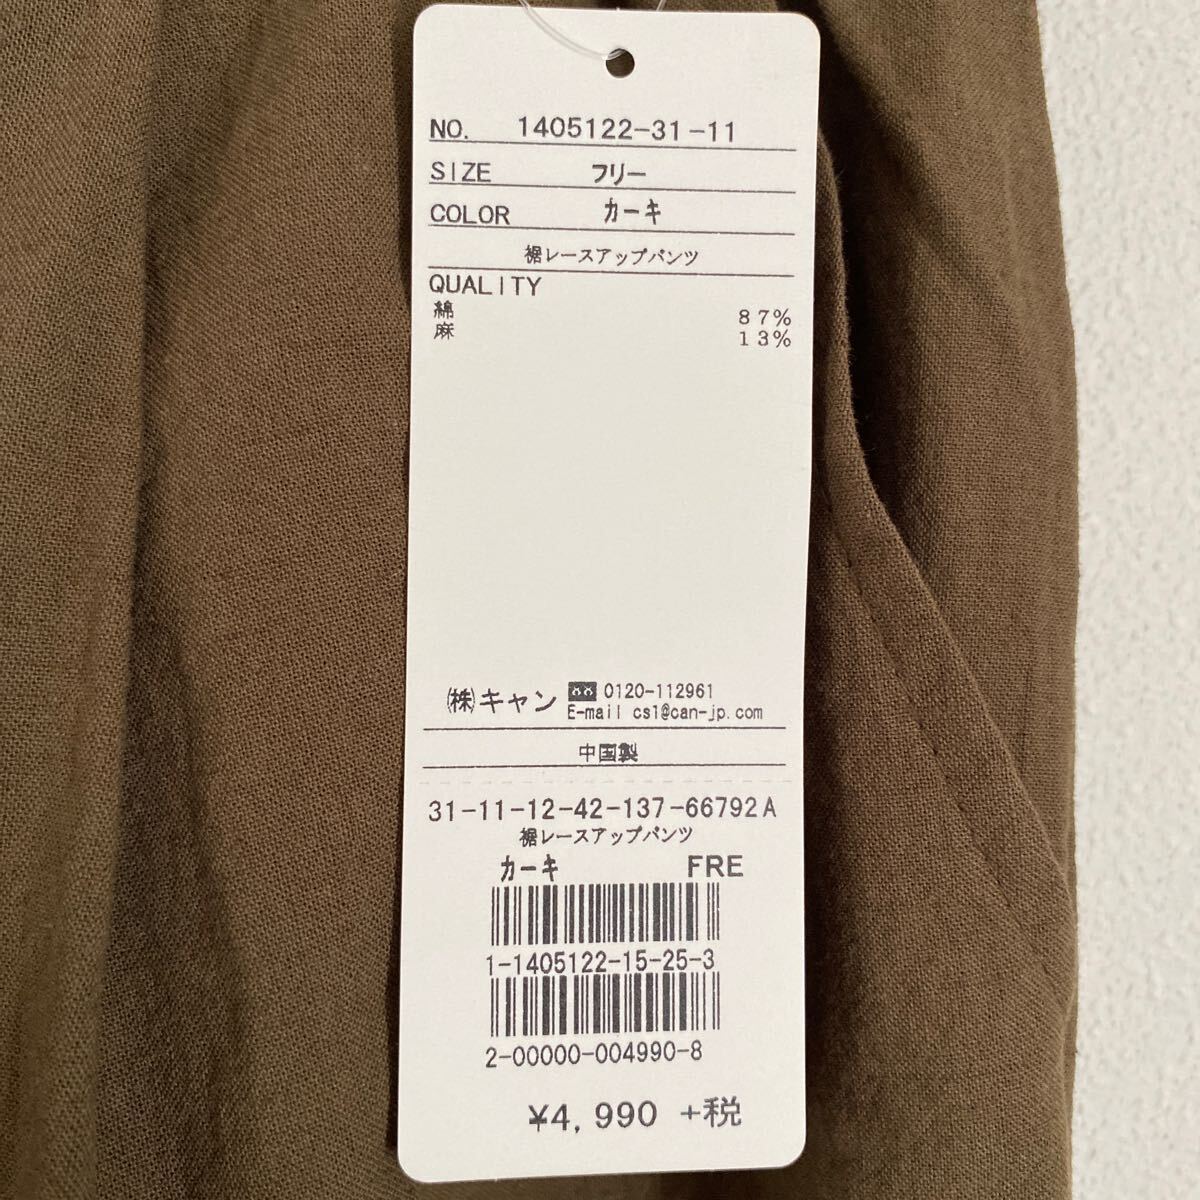 NO. 1405122-31-11
SIZE フリー
COLOR カーキ
裾レースアップパンツ
QUALITY
綿 87%
麻 13%
㈱キャン 0120-112961
E-mail cs1@can-jp.com
中国製
31-11-12-42-137-66792A
裾レースアップパンツ
カーキ FRE
1-1405122-15-25-3
2-00000-004990-8
¥4,990 +税